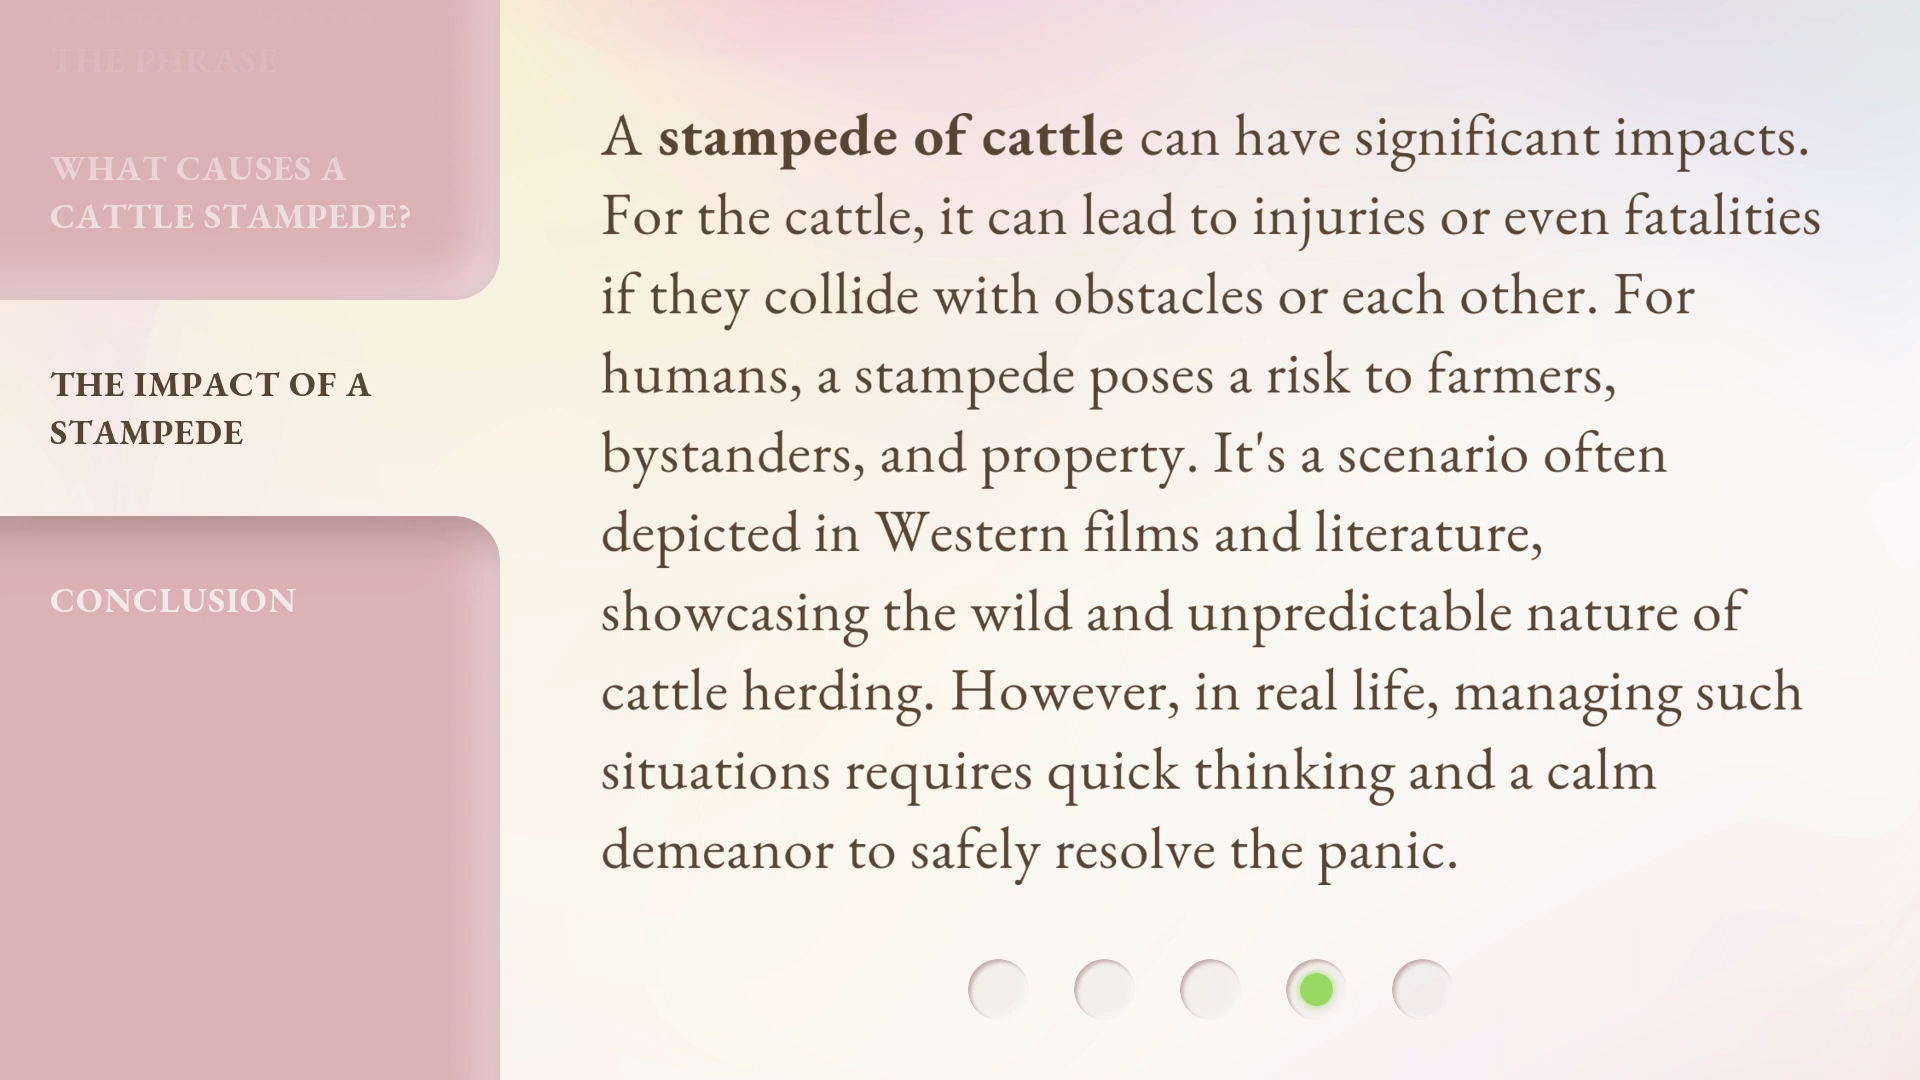 THE PHRASE
WHAT CAUSES A
CATTLE STAMPEDE?
THE IMPACT OF A
STAMPEDE
CONCLUSION
A stampede of cattle can have significant impacts.
For the cattle, it can lead to injuries or even fatalities
if they collide with obstacles or each other. For
humans, a stampede poses a risk to farmers,
bystanders, and property. It's a scenario often
depicted in Western films and literature,
showcasing the wild and unpredictable nature of
cattle herding. However, in real life, managing such
situations requires quick thinking and a calm
demeanor to safely resolve the panic.